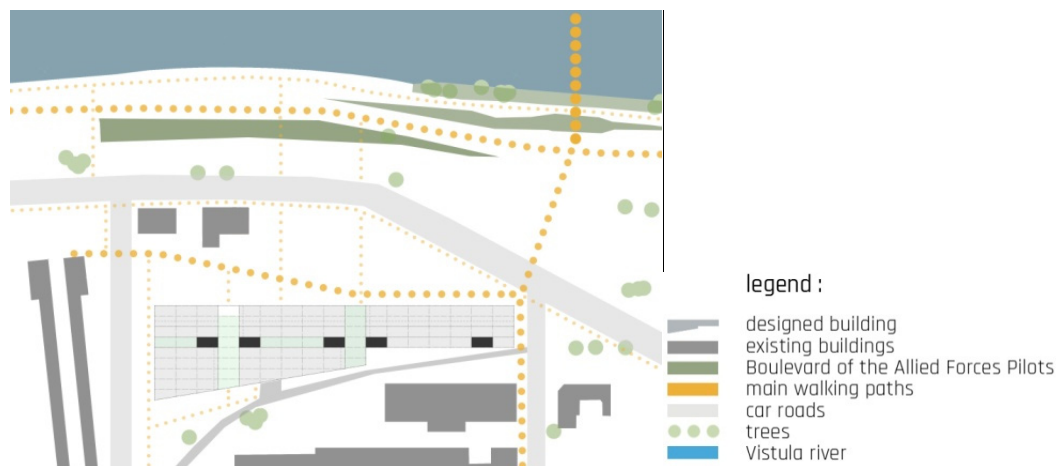 legend :
designed building
existing buildings
Boulevard of the Allied Forces Pilots
main walking paths
car roads
trees
Vistula river